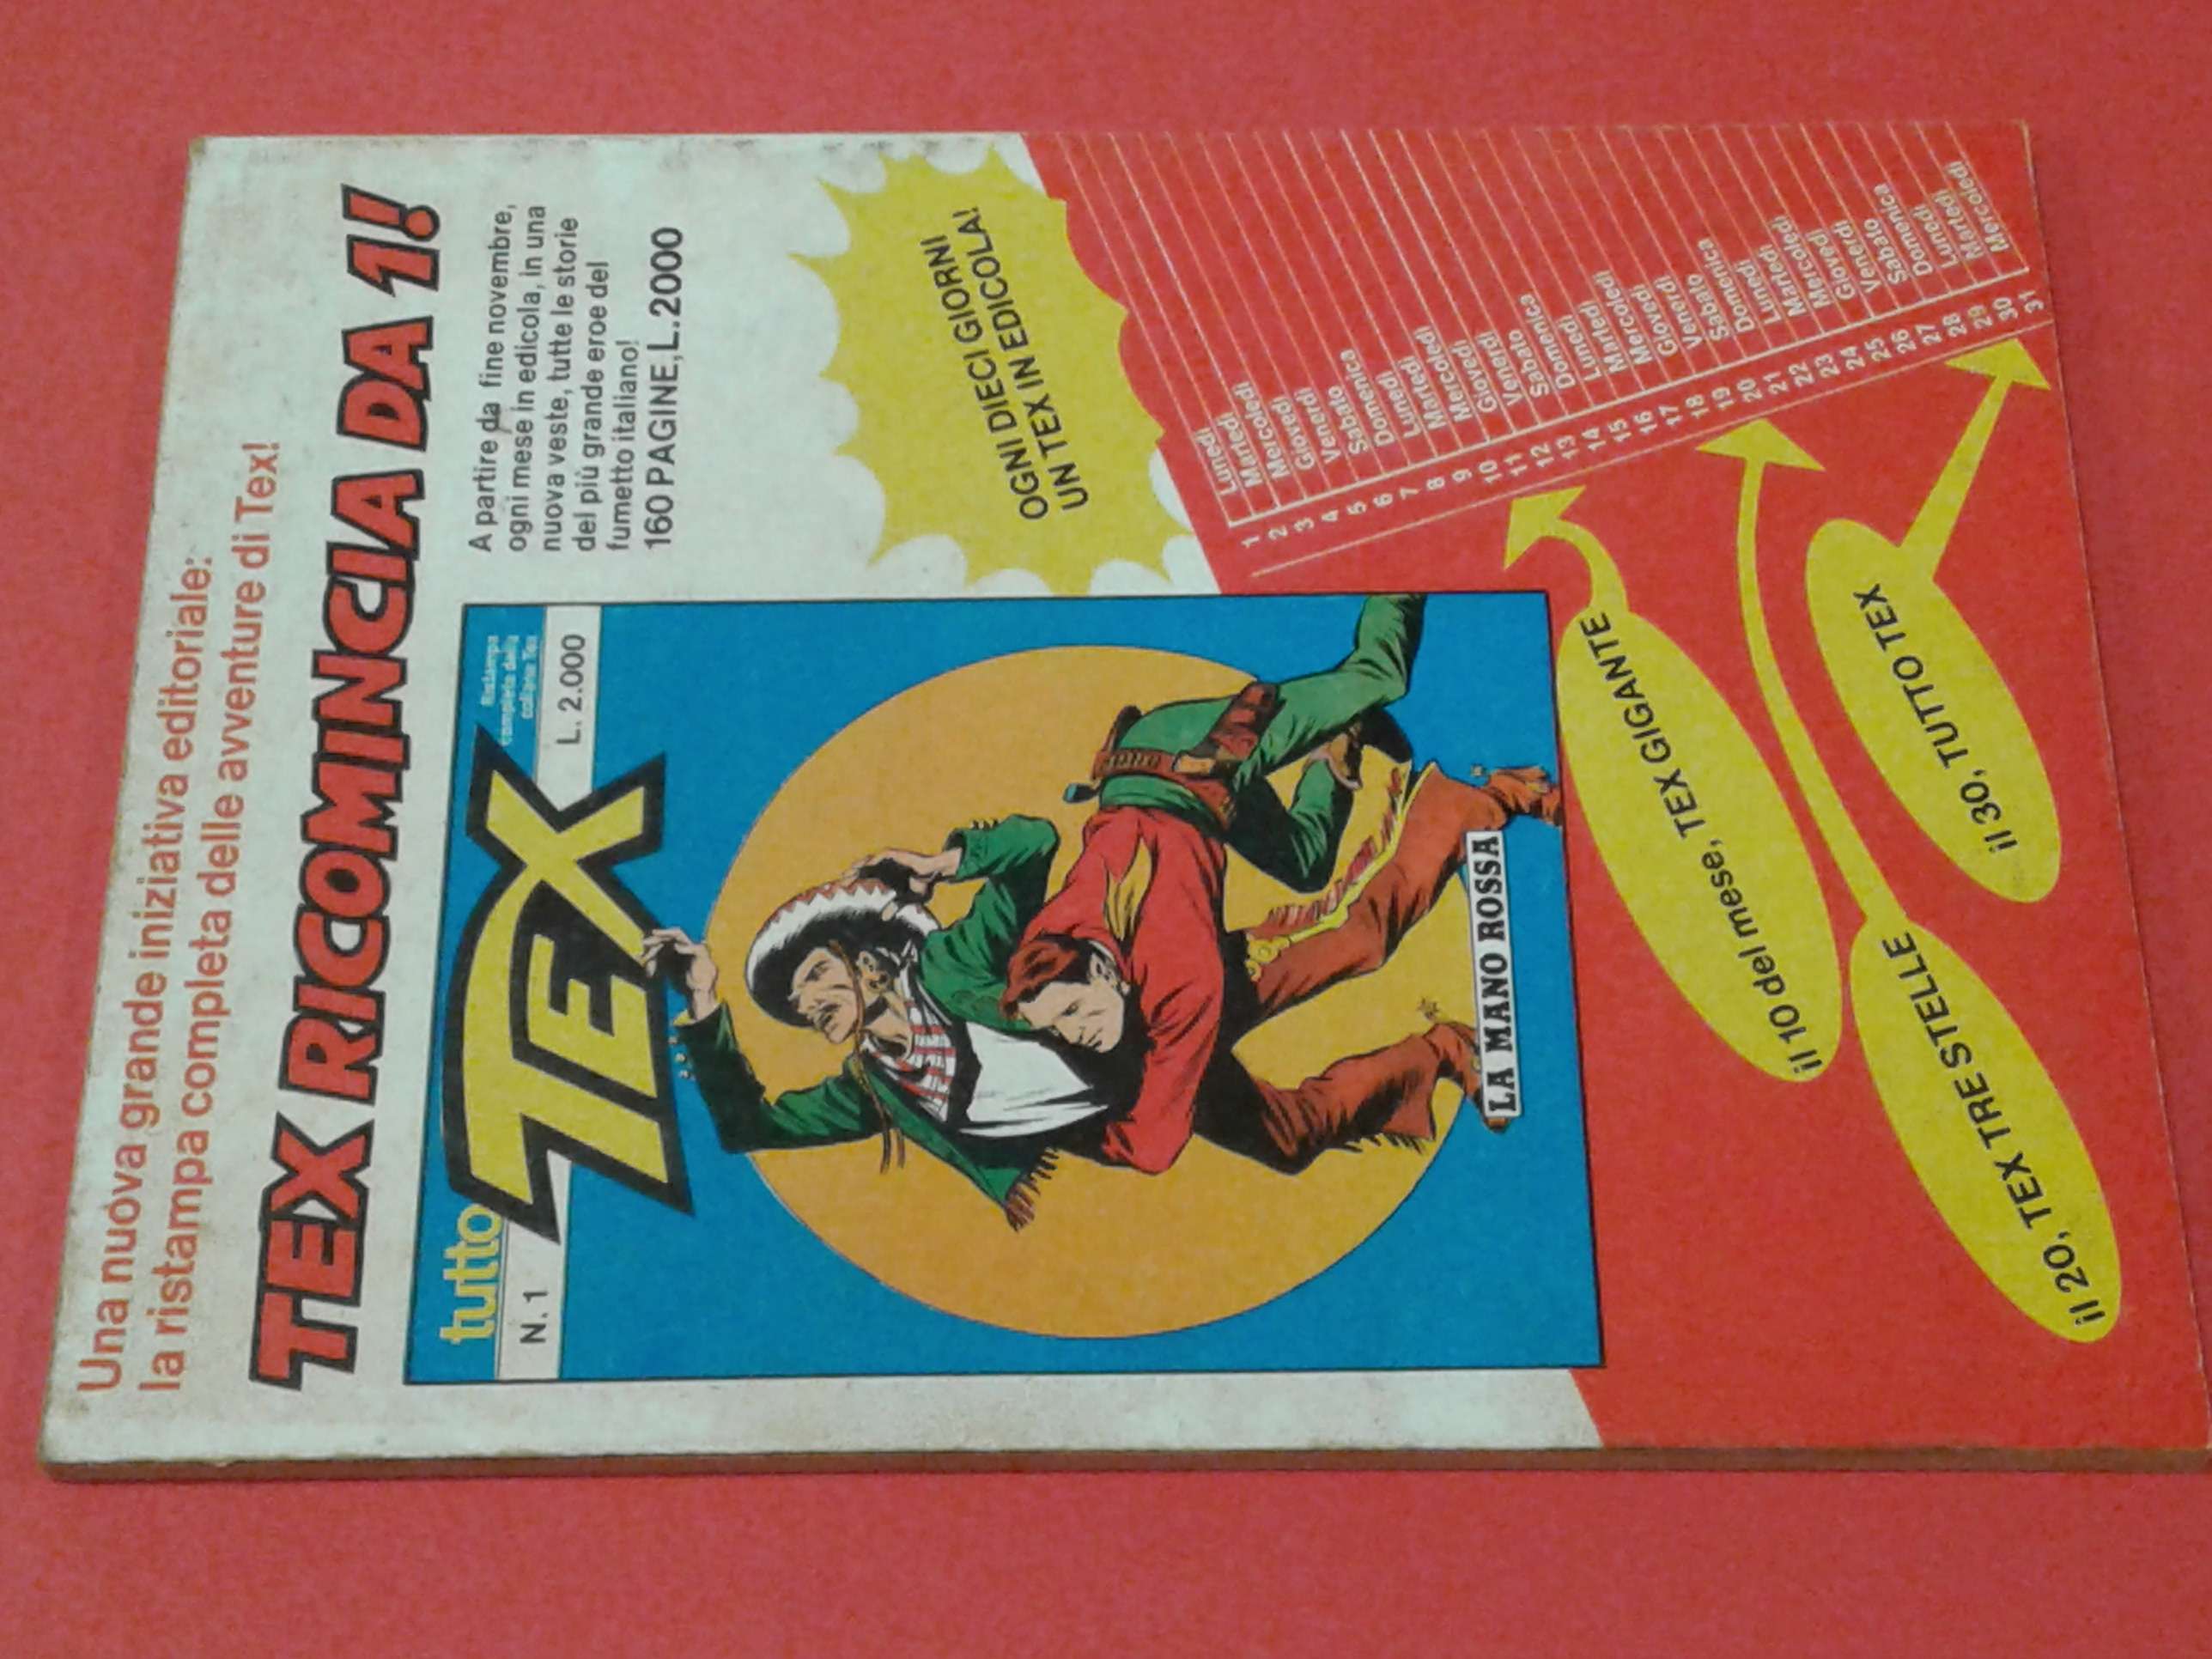 Una nuova grande iniziativa editoriale:
la ristampa completa delle avventure di Tex!
TEX RICOMINCIA DA 1!
tutto
TEX
Ristampa
completa della
collana Tex
N. 1
L. 2.000
LA MANO ROSSA
A partire da fine novembre,
ogni mese in edicola, in una
nuova veste, tutte le storie
del più grande eroe del
fumetto italiano!
160 PAGINE, L. 2000
OGNI DIECI GIORNI
UN TEX IN EDICOLA!
1 Lunedì
2 Martedì
3 Mercoledì
4 Giovedì
5 Venerdì
6 Sabato
7 Domenica
8 Lunedì
9 Martedì
10 Mercoledì
11 Giovedì
12 Venerdì
13 Sabato
14 Domenica
15 Lunedì
16 Martedì
17 Mercoledì
18 Giovedì
19 Venerdì
20 Sabato
21 Domenica
22 Lunedì
23 Martedì
24 Mercoledì
25 Giovedì
26 Venerdì
27 Sabato
28 Domenica
29 Lunedì
30 Martedì
31 Mercoledì
il 10 del mese, TEX GIGANTE
il 20, TEX TRE STELLE
il 30, TUTTO TEX